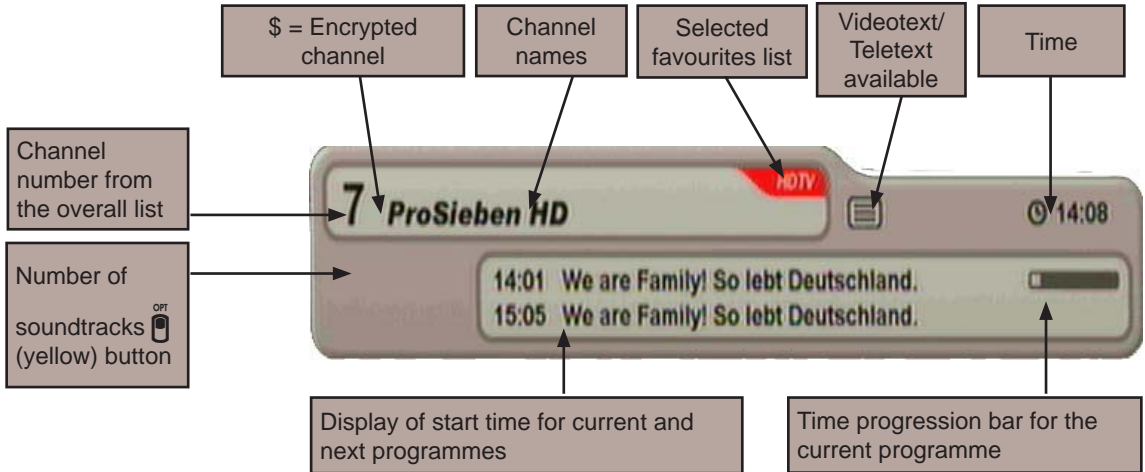 $ = Encrypted
channel
Channel
names
Selected
favourites list
Videotext/
Teletext
available
Time
Channel
number from
the overall list
7 ProSieben HD
HDTV
14:08
Number of
OPT
soundtracks
(yellow) button
14:01 We are Family! So lebt Deutschland.
15:05 We are Family! So lebt Deutschland.
Display of start time for current and
next programmes
Time progression bar for the
current programme